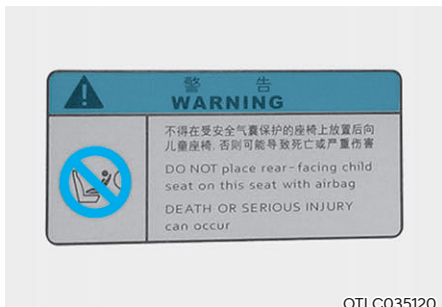 警 告
WARNING
不得在受安全气囊保护的座椅上放置后向
儿童座椅, 否则可能导致死亡或严重伤害
DO NOT place rear-facing child
seat on this seat with airbag
DEATH OR SERIOUS INJURY
can occur
OTLC035120